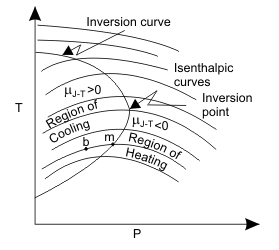 Inversion curve
Isenthalpic
curves
μJ-T>0
Inversion
point
T
Region of
Cooling
μJ-T<0
b
m
Region of
Heating
P